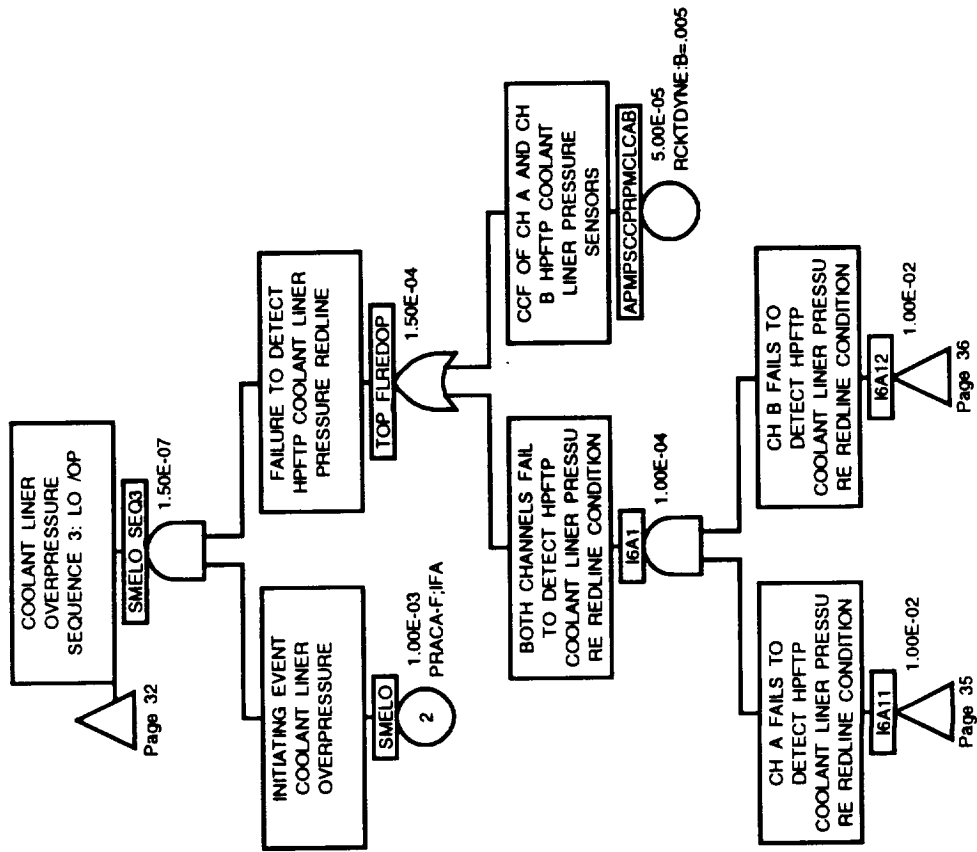 COOLANT LINER
OVERPRESSURE
SEQUENCE 3: LO /OP
SMELO SEQ3
1.50E-07
Page 32
INITIATING EVENT
COOLANT LINER
OVERPRESSURE
SMELO
2
1.00E-03
PRACA-F;IFA
FAILURE TO DETECT
HPFTP COOLANT LINER
PRESSURE REDLINE
TOP FLREDOP
1.50E-04
BOTH CHANNELS FAIL
TO DETECT HPFTP
COOLANT LINER PRESSU
RE REDLINE CONDITION
I6A1
1.00E-04
CCF OF CH A AND CH
B HPFTP COOLANT
LINER PRESSURE
SENSORS
APMPSCCPRPMCLCAB
5.00E-05
RCKTDYNE:B=.005
CH A FAILS TO
DETECT HPFTP
COOLANT LINER PRESSU
RE REDLINE CONDITION
I6A11
1.00E-02
Page 35
CH B FAILS TO
DETECT HPFTP
COOLANT LINER PRESSU
RE REDLINE CONDITION
I6A12
1.00E-02
Page 36